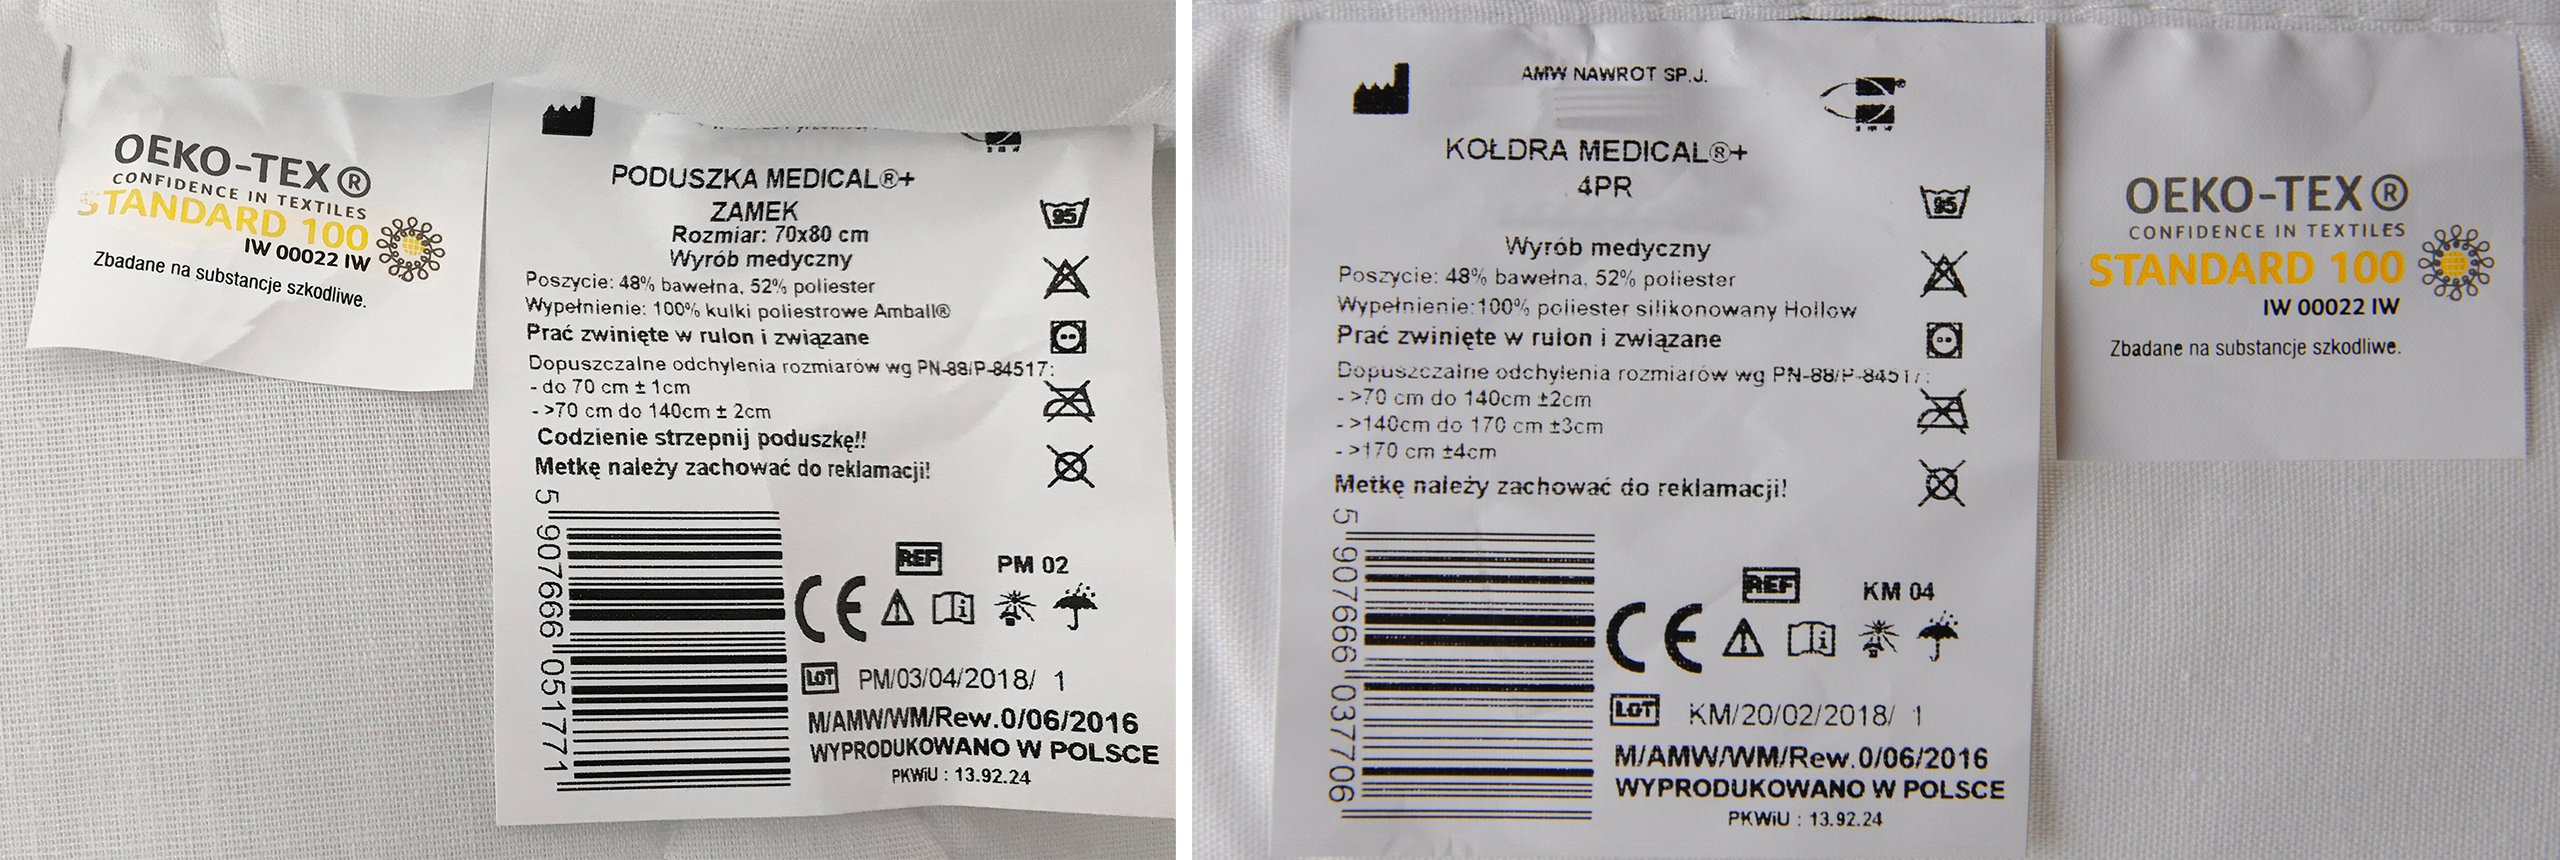 OEKO-TEX®
CONFIDENCE IN TEXTILES
STANDARD 100
IW 00022 IW
Zbadane na substancje szkodliwe.
PODUSZKA MEDICAL®+
ZAMEK
Rozmiar: 70x80 cm
Wyrób medyczny
95
Poszycie: 48% bawełna, 52% poliester
Wypełnienie: 100% kulki poliestrowe Amball®
Prać zwinięte w rulon i związane
Dopuszczalne odchylenia rozmiarów wg PN-88/P-84517:
- do 70 cm ± 1cm
- >70 cm do 140cm ± 2cm
Codzienie strzepnij poduszkę!!
Metkę należy zachować do reklamacji!
5 907666 051771
REF PM 02
CE
LOT PM/03/04/2018/ 1
M/AMW/WM/Rew.0/06/2016
WYPRODUKOWANO W POLSCE
PKWiU : 13.92.24
AMW NAWROT SP.J.
KOŁDRA MEDICAL®+
4PR
95
Wyrób medyczny
Poszycie: 48% bawełna, 52% poliester
Wypełnienie:100% poliester silikonowany Hollow
Prać zwinięte w rulon i związane
Dopuszczalne odchylenia rozmiarów wg PN-88/P-84517:
- >70 cm do 140cm ±2cm
- >140cm do 170 cm ±3cm
- >170 cm ±4cm
Metkę należy zachować do reklamacji!
5 907666 037706
REF KM 04
CE
LOT KM/20/02/2018/ 1
M/AMW/WM/Rew.0/06/2016
WYPRODUKOWANO W POLSCE
PKWiU : 13.92.24
OEKO-TEX®
CONFIDENCE IN TEXTILES
STANDARD 100
IW 00022 IW
Zbadane na substancje szkodliwe.